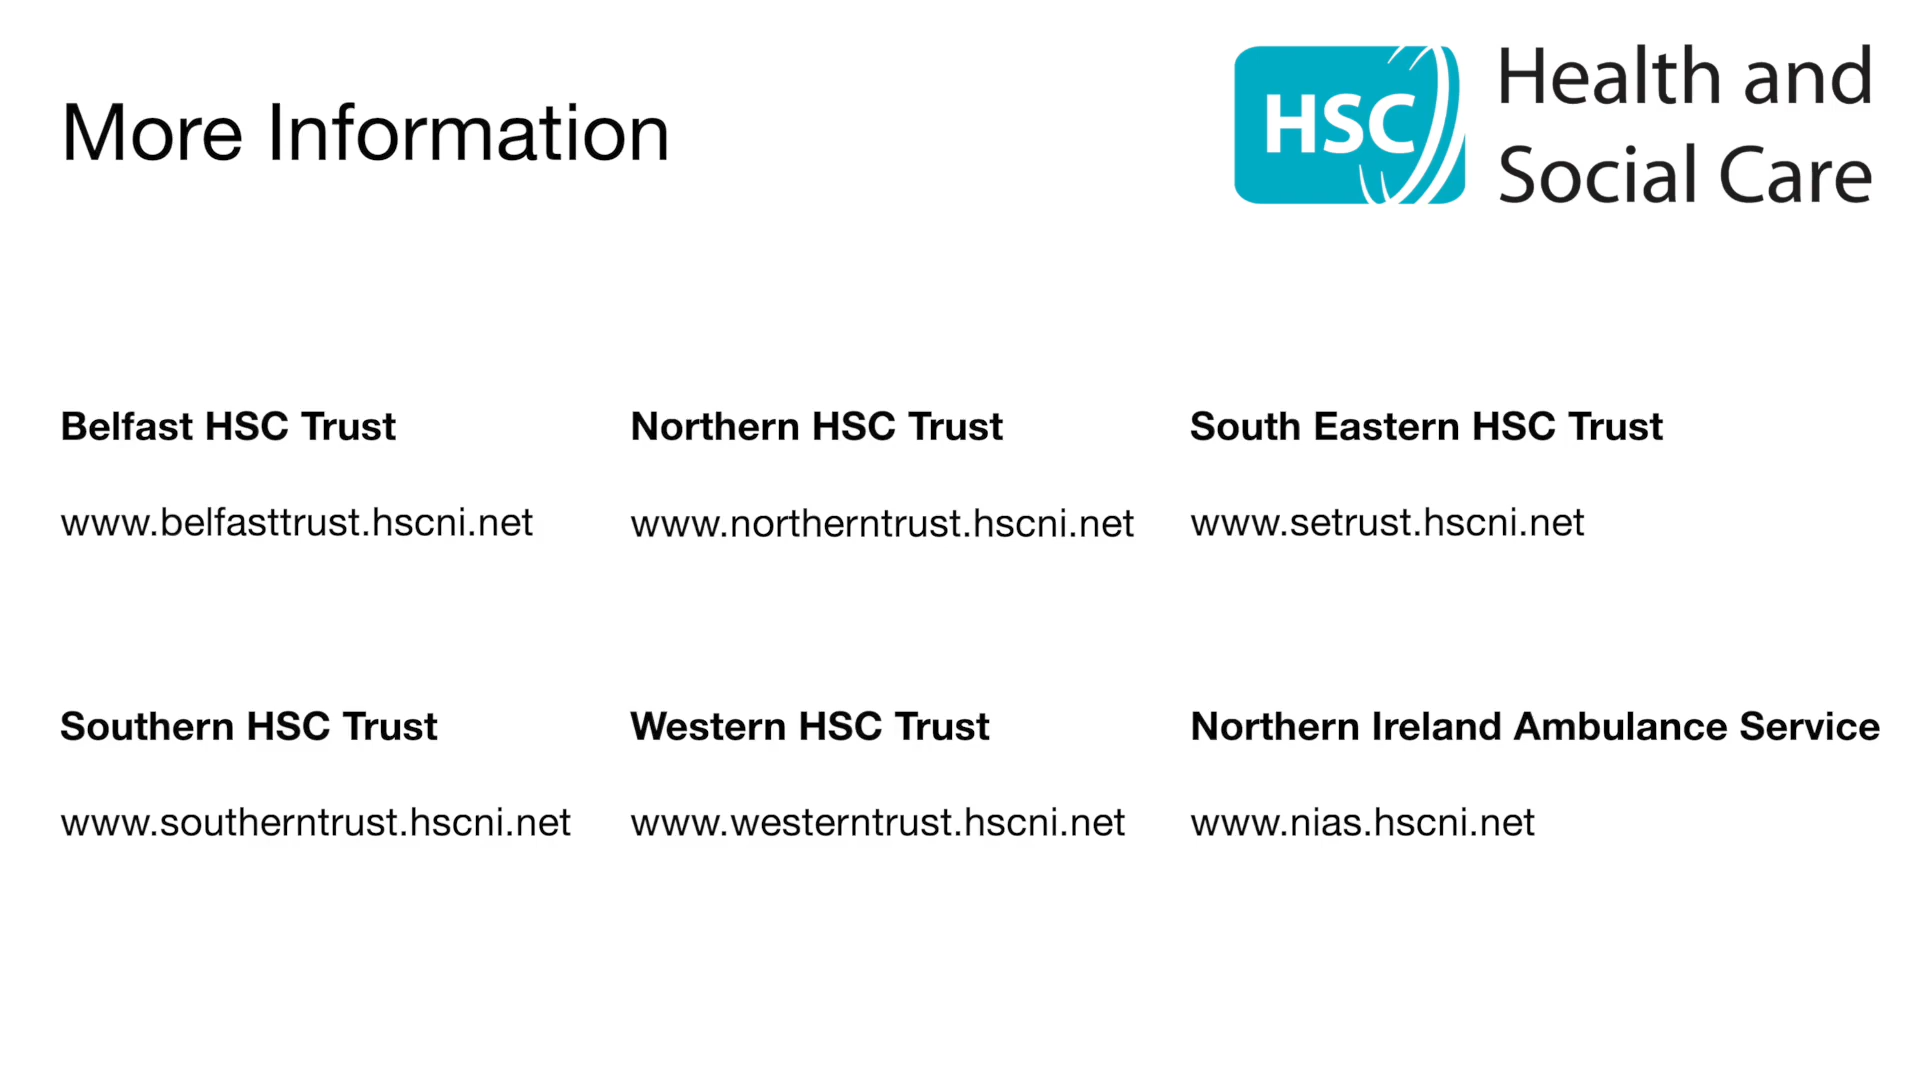 More Information
HSC
Health and
Social Care
Belfast HSC Trust
www.belfasttrust.hscni.net
Northern HSC Trust
www.northerntrust.hscni.net
South Eastern HSC Trust
www.setrust.hscni.net
Southern HSC Trust
www.southerntrust.hscni.net
Western HSC Trust
www.westerntrust.hscni.net
Northern Ireland Ambulance Service
www.nias.hscni.net